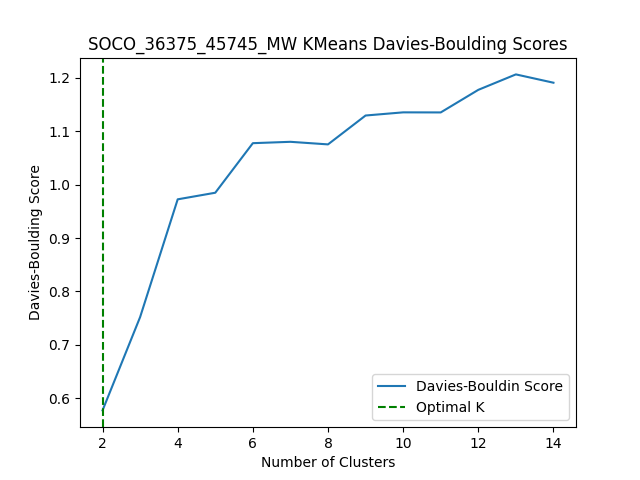 SOCO_36375_45745_MW KMeans Davies-Boulding Scores
Davies-Boulding Score
1.2
1.1
1.0
0.9
0.8
0.7
0.6
Davies-Bouldin Score
Optimal K
2 4 6 8 10 12 14
Number of Clusters